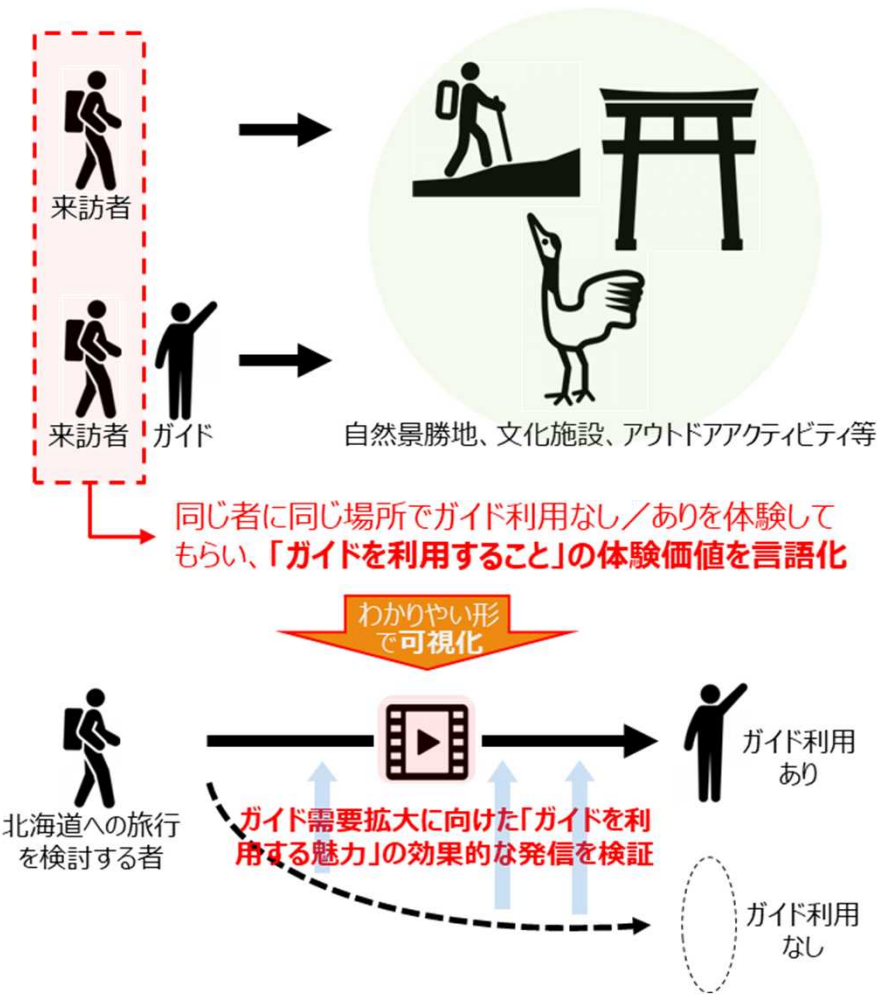 来訪者
来訪者
ガイド
自然景勝地、文化施設、アウトドアアクティビティ等
同じ者に同じ場所でガイド利用なし／ありを体験して
もらい、「ガイドを利用すること」の体験価値を言語化
わかりやい形
で可視化
ガイド利用
あり
北海道への旅行
を検討する者
ガイド需要拡大に向けた「ガイドを利
用する魅力」の効果的な発信を検証
ガイド利用
なし